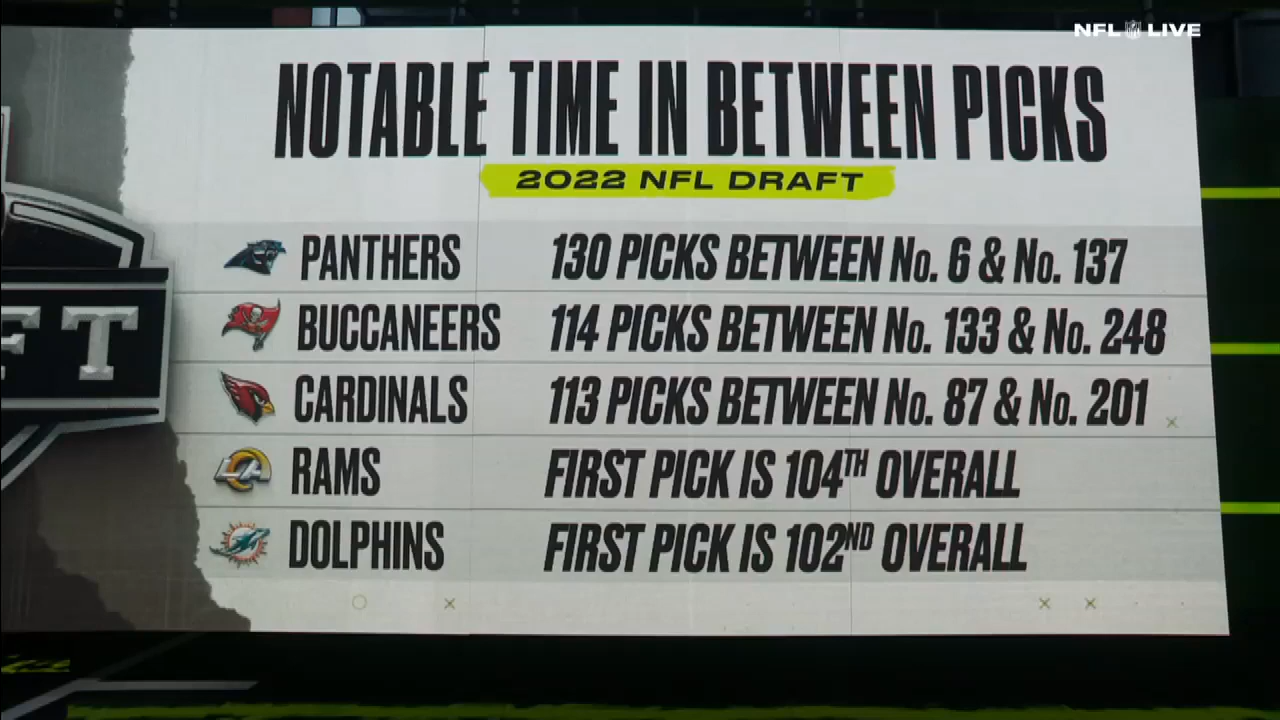 NFL LIVE
NOTABLE TIME IN BETWEEN PICKS
2022 NFL DRAFT
PANTHERS 130 PICKS BETWEEN No. 6 & No. 137
BUCCANEERS 114 PICKS BETWEEN No. 133 & No. 248
CARDINALS 113 PICKS BETWEEN No. 87 & No. 201
RAMS FIRST PICK IS 104TH OVERALL
DOLPHINS FIRST PICK IS 102ND OVERALL
FT
LA